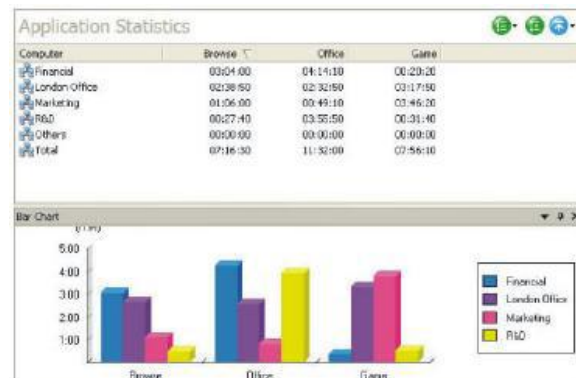 Application Statistics
Computer Browse Office Game
Financial 03:04:00 04:14:10 00:20:20
London Office 02:38:50 02:32:50 03:17:50
Marketing 01:06:00 00:49:10 03:46:20
R&D 00:27:40 03:55:50 00:31:40
Others 00:00:00 00:00:00 00:00:00
Total 07:16:30 11:32:00 07:56:10
Bar Chart
5:00
4:00
3:00
2:00
1:00
Browse Office Game
Financial
London Office
Marketing
R&D